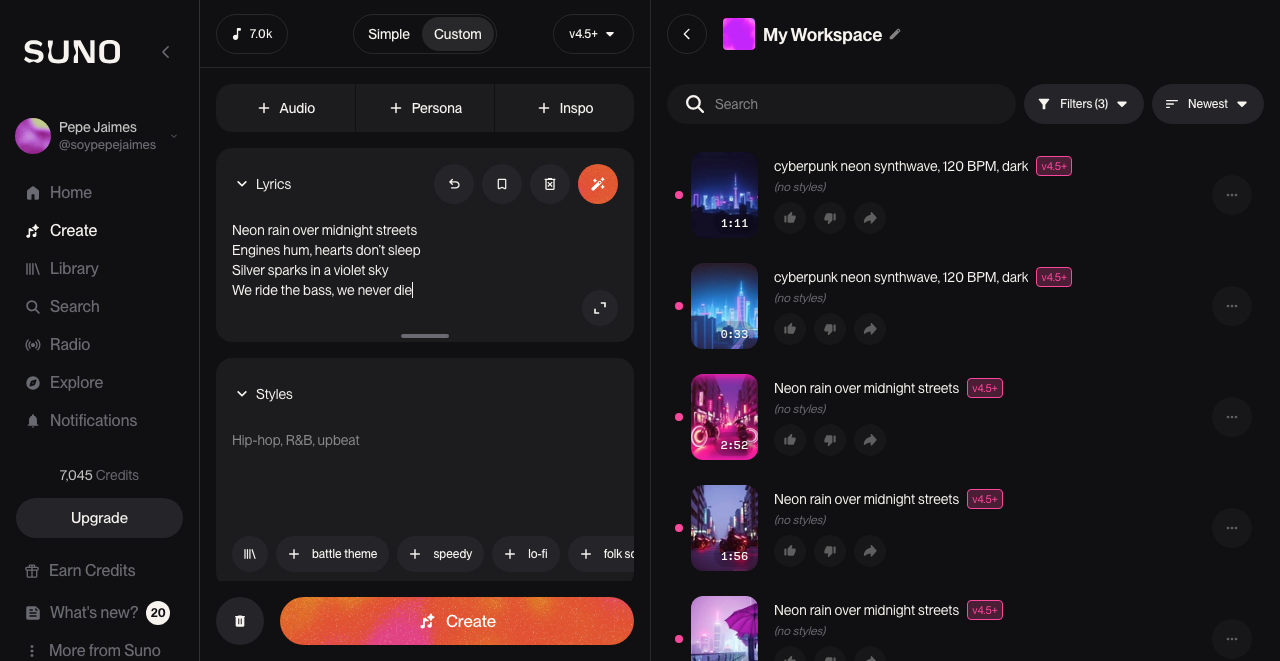 SUNO
Pepe Jaimes
@soypepejaimes
Home
Create
Library
Search
Radio
Explore
Notifications
7,045 Credits
Upgrade
Earn Credits
What's new? 20
More from Suno
7.0k
Simple
Custom
v4.5+
Audio
Persona
Inspo
Lyrics
Neon rain over midnight streets
Engines hum, hearts don't sleep
Silver sparks in a violet sky
We ride the bass, we never die
Styles
Hip-hop, R&B, upbeat
battle theme
speedy
lo-fi
folk so
Create
My Workspace
Search
Filters (3)
Newest
cyberpunk neon synthwave, 120 BPM, dark v4.5+
(no styles)
1:11
cyberpunk neon synthwave, 120 BPM, dark v4.5+
(no styles)
0:33
Neon rain over midnight streets v4.5+
(no styles)
2:52
Neon rain over midnight streets v4.5+
(no styles)
1:56
Neon rain over midnight streets v4.5+
(no styles)